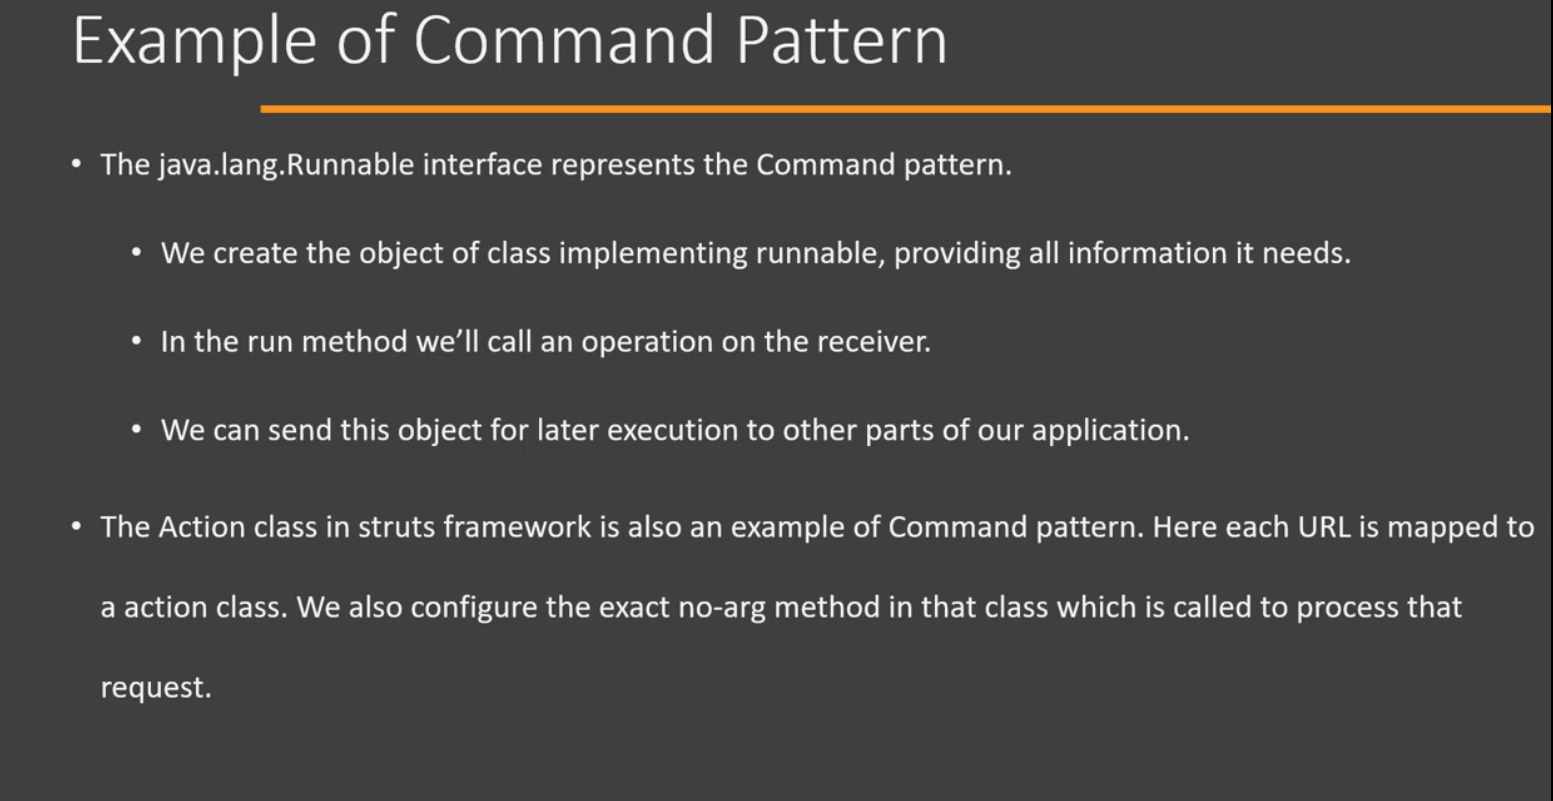 Example of Command Pattern
• The java.lang.Runnable interface represents the Command pattern.
• We create the object of class implementing runnable, providing all information it needs.
• In the run method we’ll call an operation on the receiver.
• We can send this object for later execution to other parts of our application.
• The Action class in struts framework is also an example of Command pattern. Here each URL is mapped to
a action class. We also configure the exact no-arg method in that class which is called to process that
request.